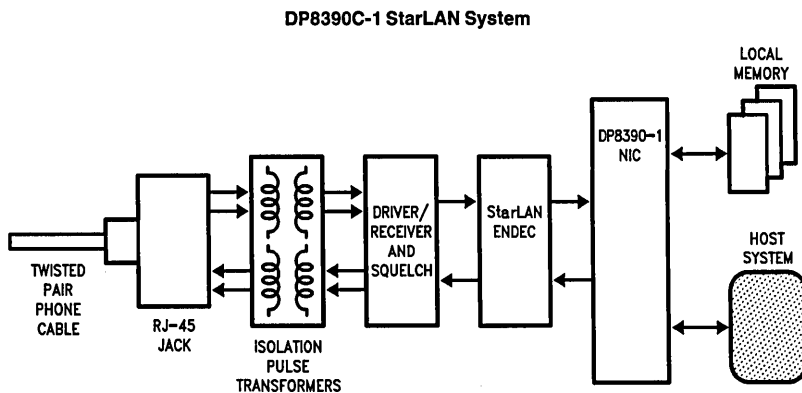 DP8390C-1 StarLAN System
TWISTED
PAIR
PHONE
CABLE
RJ-45
JACK
ISOLATION
PULSE
TRANSFORMERS
DRIVER/
RECEIVER
AND
SQUELCH
StarLAN
ENDEC
DP8390-1
NIC
LOCAL
MEMORY
HOST
SYSTEM